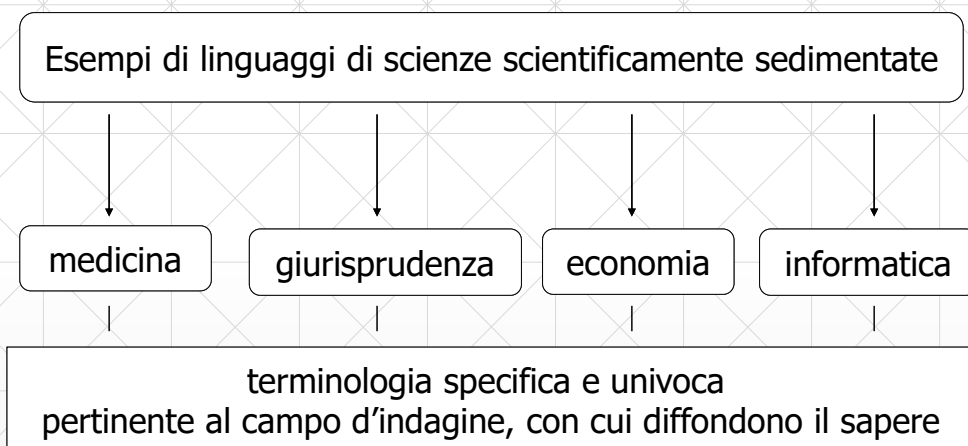 Esempi di linguaggi di scienze scientificamente sedimentate
medicina
giurisprudenza
economia
informatica
terminologia specifica e univoca
pertinente al campo d’indagine, con cui diffondono il sapere